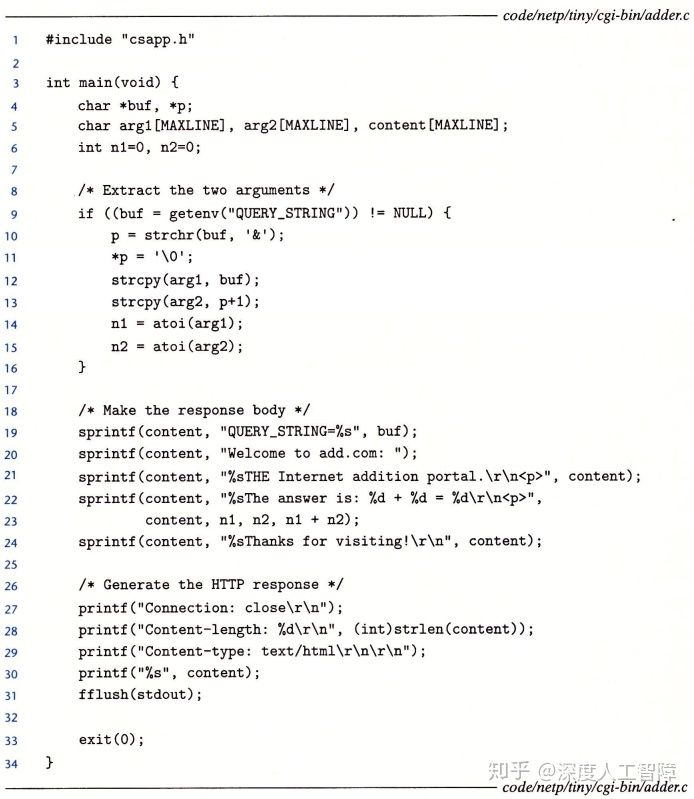 code/netp/tiny/cgi-bin/adder.c
1 #include "csapp.h"
2
3 int main(void) {
4 char *buf, *p;
5 char arg1[MAXLINE], arg2[MAXLINE], content[MAXLINE];
6 int n1=0, n2=0;
7
8 /* Extract the two arguments */
9 if ((buf = getenv("QUERY_STRING")) != NULL) {
10 p = strchr(buf, '&');
11 *p = '\0';
12 strcpy(arg1, buf);
13 strcpy(arg2, p+1);
14 n1 = atoi(arg1);
15 n2 = atoi(arg2);
16 }
17
18 /* Make the response body */
19 sprintf(content, "QUERY_STRING=%s", buf);
20 sprintf(content, "Welcome to add.com: ");
21 sprintf(content, "%sTHE Internet addition portal.\r\n<p>", content);
22 sprintf(content, "%sThe answer is: %d + %d = %d\r\n<p>",
23 content, n1, n2, n1 + n2);
24 sprintf(content, "%sThanks for visiting!\r\n", content);
25
26 /* Generate the HTTP response */
27 printf("Connection: close\r\n");
28 printf("Content-length: %d\r\n", (int)strlen(content));
29 printf("Content-type: text/html\r\n\r\n");
30 printf("%s", content);
31 fflush(stdout);
32
33 exit(0);
34 }
知乎 @深度人工智障
code/netp/tiny/cgi-bin/adder.c